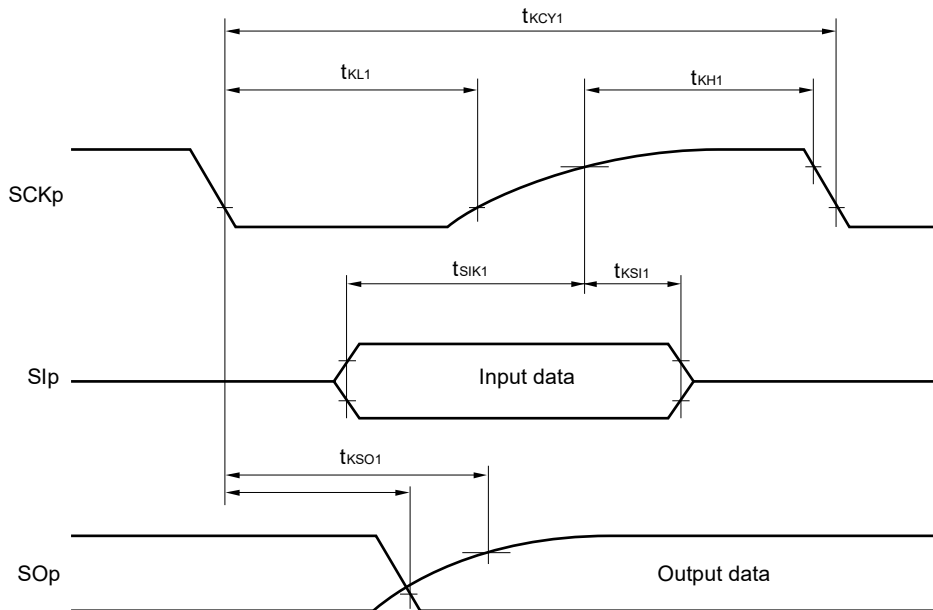 tKCY1
tKL1
tKH1
SCKp
tSIK1
tKSI1
SIp
Input data
tKSO1
SOp
Output data